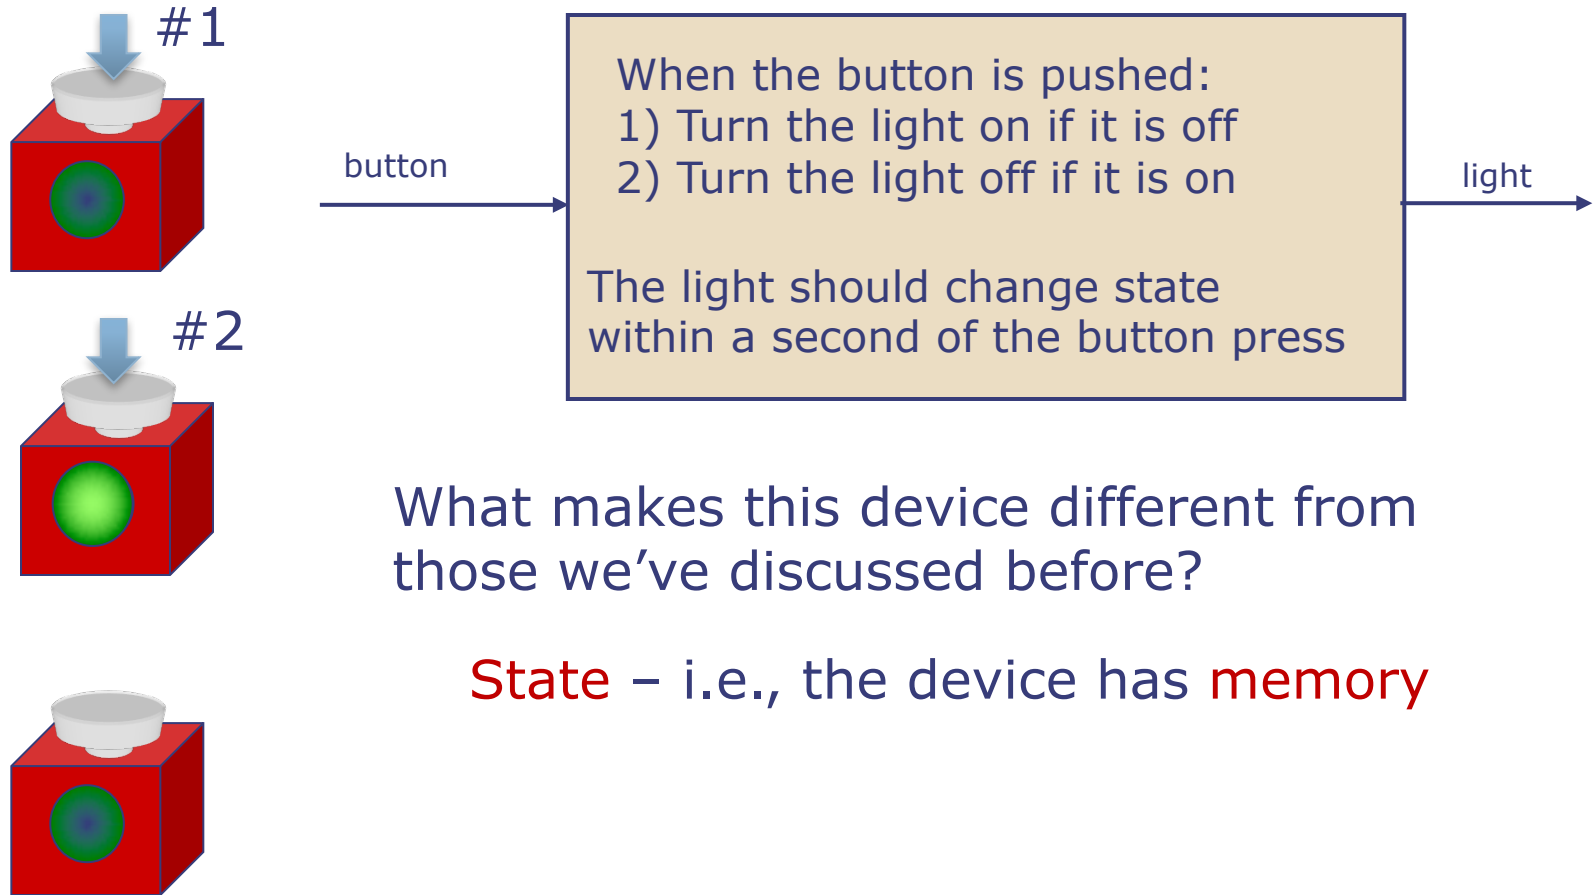 #1
When the button is pushed:
1) Turn the light on if it is off
2) Turn the light off if it is on
button
light
The light should change state
within a second of the button press
#2
What makes this device different from
those we’ve discussed before?
State – i.e., the device has memory